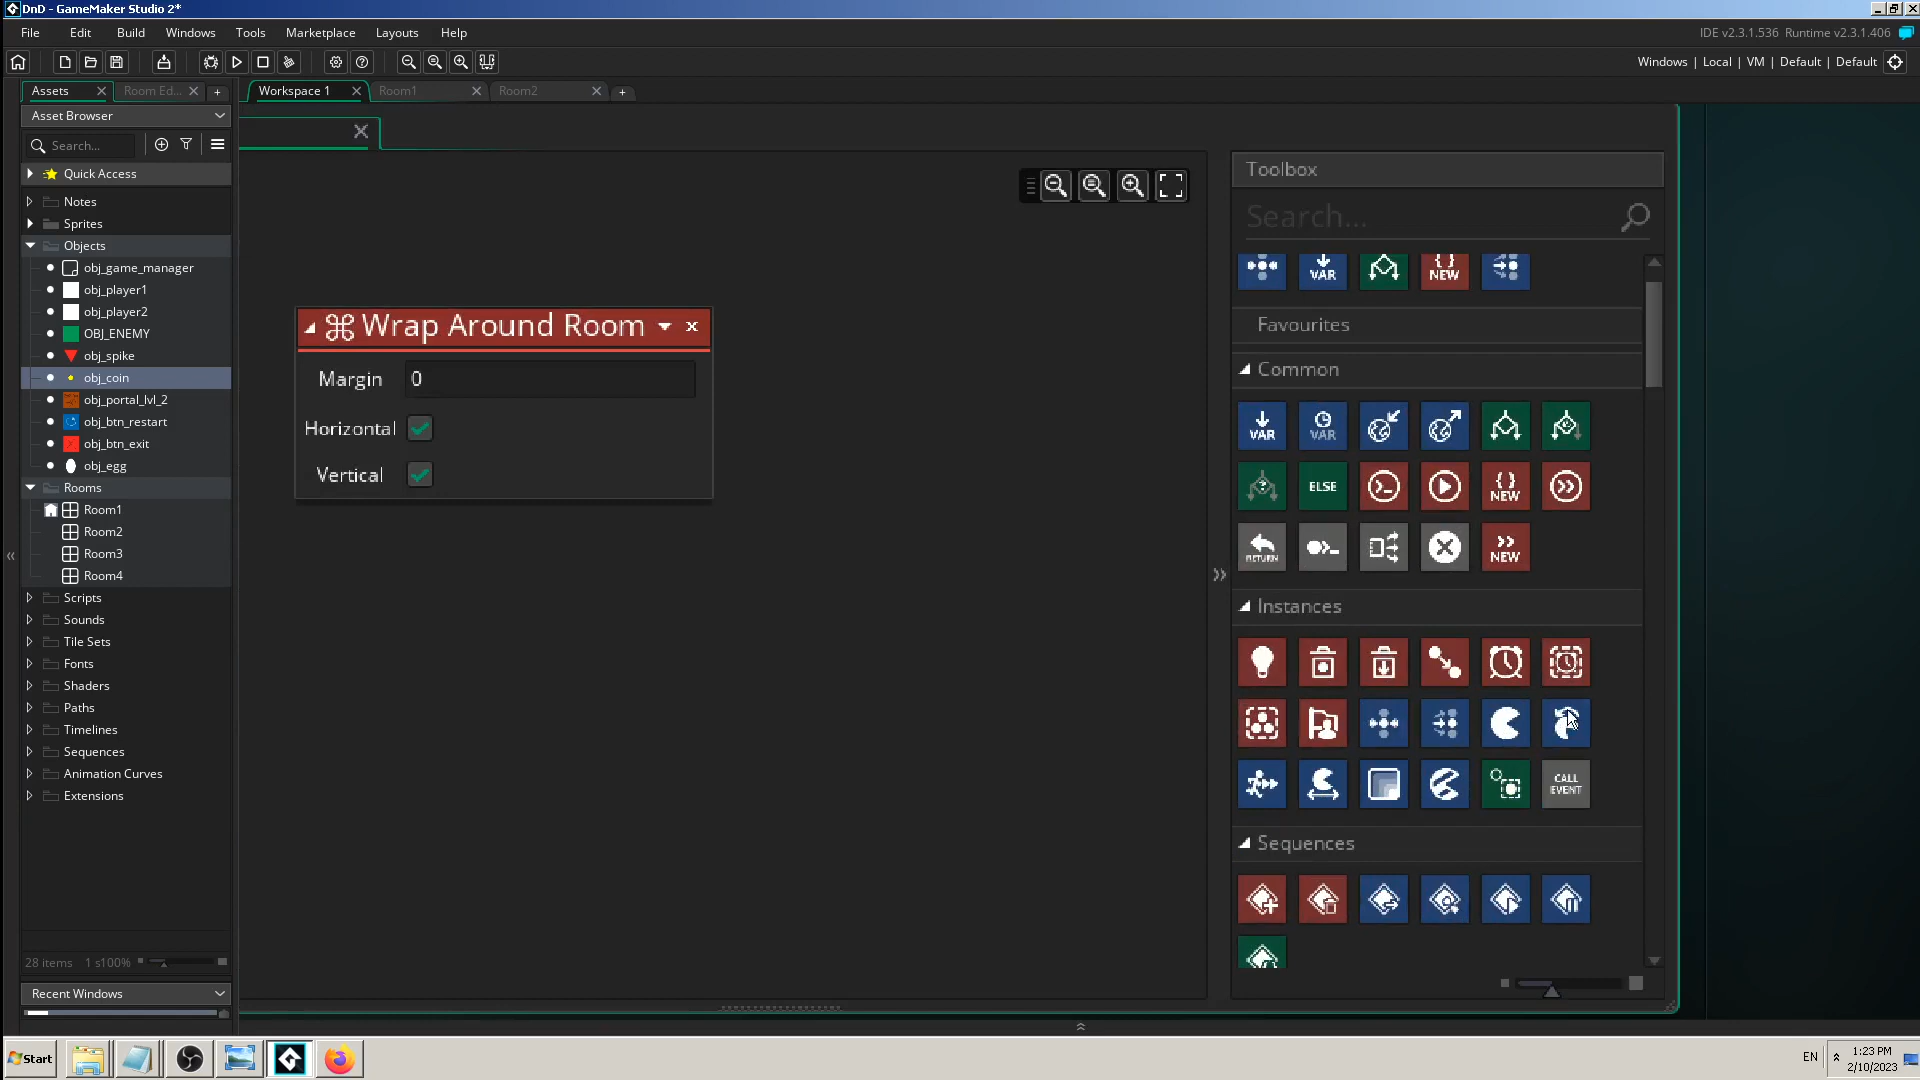 DnD - GameMaker Studio 2*
File Edit Build Windows Tools Marketplace Layouts Help
IDE v2.3.1.536 Runtime v2.3.1.406
Windows | Local | VM | Default | Default
Assets
Room Ed...
Workspace 1
Room1
Room2
Asset Browser
Search...
Quick Access
Notes
Sprites
Objects
obj_game_manager
obj_player1
obj_player2
OBJ_ENEMY
obj_spike
obj_coin
obj_portal_lvl_2
obj_btn_restart
obj_btn_exit
obj_egg
Rooms
Room1
Room2
Room3
Room4
Scripts
Sounds
Tile Sets
Fonts
Shaders
Paths
Timelines
Sequences
Animation Curves
Extensions
28 items 1 s100%
Recent Windows
Wrap Around Room
Margin 0
Horizontal
Vertical
Toolbox
Search...
VAR
NEW
Favourites
Common
VAR
VAR
ELSE
NEW
RETURN
NEW
Instances
CALL
EVENT
Sequences
Start
EN
1:23 PM
2/10/2023